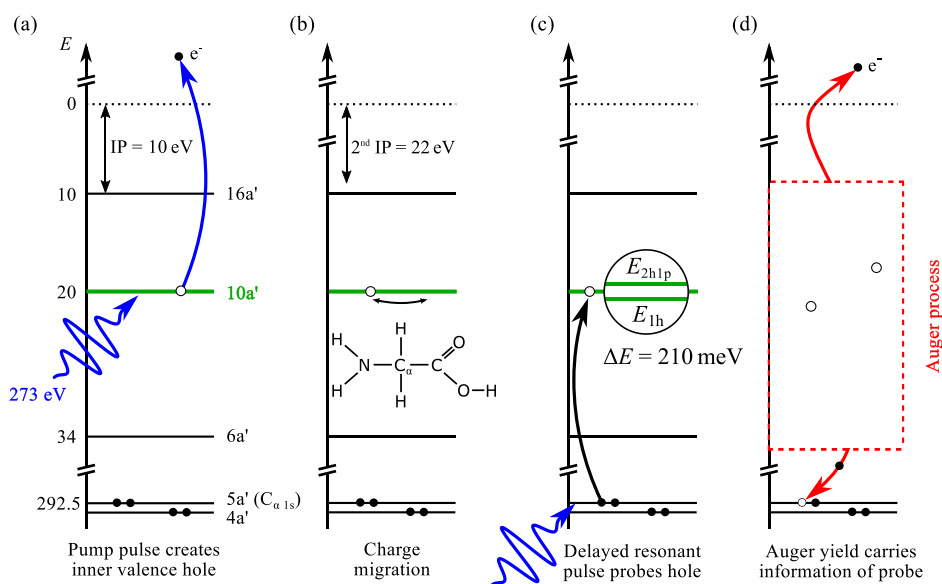 (a)
E
e-
0
IP = 10 eV
10
16a'
20
10a'
273 eV
34
6a'
292.5
5a' (Cα 1s)
4a'
Pump pulse creates
inner valence hole
(b)
2nd IP = 22 eV
H
H
O
N
Cα
C
H
H
O
H
Charge
migration
(c)
E2h1p
E1h
ΔE = 210 meV
Delayed resonant
pulse probes hole
(d)
e-
Auger process
Auger yield carries
information of probe